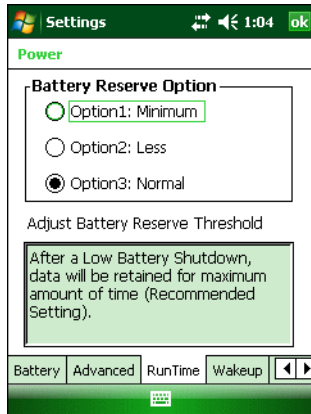 Settings 1:04 ok
Power
Battery Reserve Option
Option1: Minimum
Option2: Less
Option3: Normal
Adjust Battery Reserve Threshold
After a Low Battery Shutdown,
data will be retained for maximum
amount of time (Recommended
Setting).
Battery Advanced RunTime Wakeup